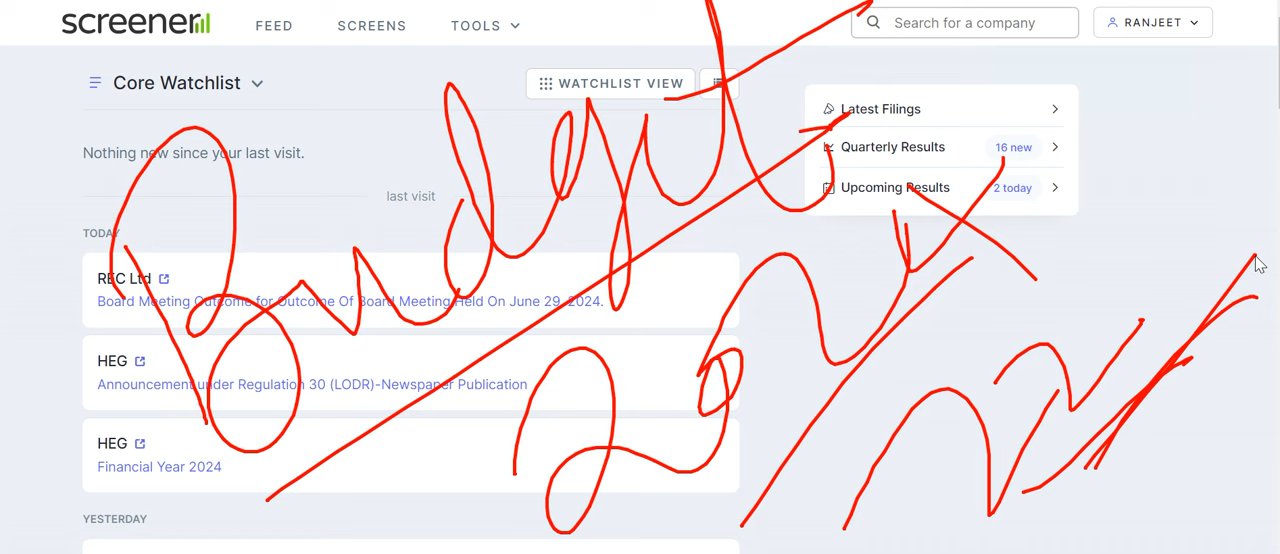 screener
FEED
SCREENS
TOOLS
Search for a company
RANJEET
Core Watchlist
WATCHLIST VIEW
Latest Filings
Nothing new since your last visit.
Quarterly Results
16 new
Upcoming Results
2 today
last visit
TODAY
REC Ltd
Board Meeting Outcome for Outcome Of Board Meeting Held On June 29, 2024.
HEG
Announcement under Regulation 30 (LODR)-Newspaper Publication
HEG
Financial Year 2024
YESTERDAY
Budget